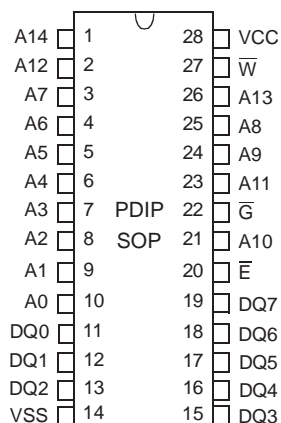 A14 1 28 VCC
A12 2 27 W̅
A7 3 26 A13
A6 4 25 A8
A5 5 24 A9
A4 6 23 A11
A3 7 PDIP 22 G̅
A2 8 SOP 21 A10
A1 9 20 E̅
A0 10 19 DQ7
DQ0 11 18 DQ6
DQ1 12 17 DQ5
DQ2 13 16 DQ4
VSS 14 15 DQ3